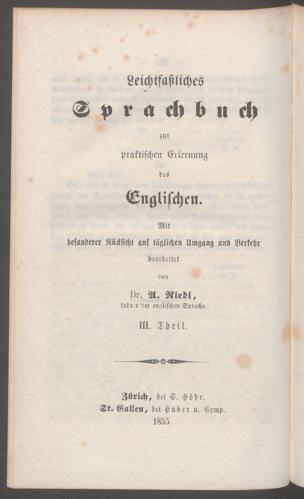 Leichtfaßliches
Sprachbuch
zur
praktischen Erlernung
des
Englischen.
Mit
besonderer Rücksicht auf täglichen Umgang und Verkehr
bearbeitet
von
Dr. A. Riedl,
Lehrer der englischen Sprache.
III. Theil.
Zürich, bei S. Höhr.
St. Gallen, bei Huber u. Comp.
1855.